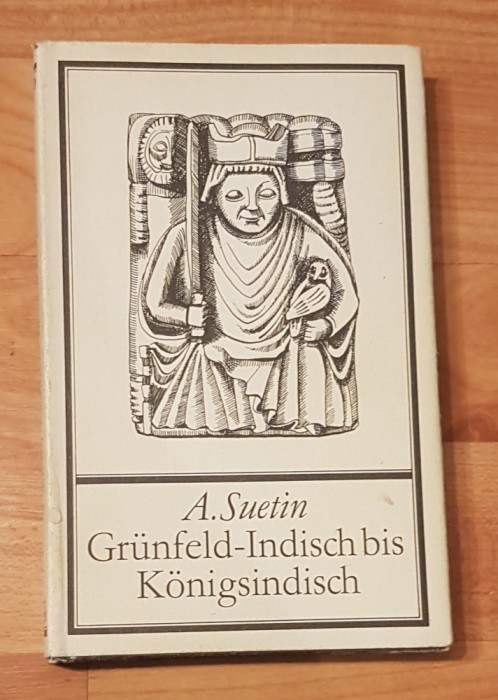 A. Suetin
Grünfeld-Indisch bis
Königsindisch